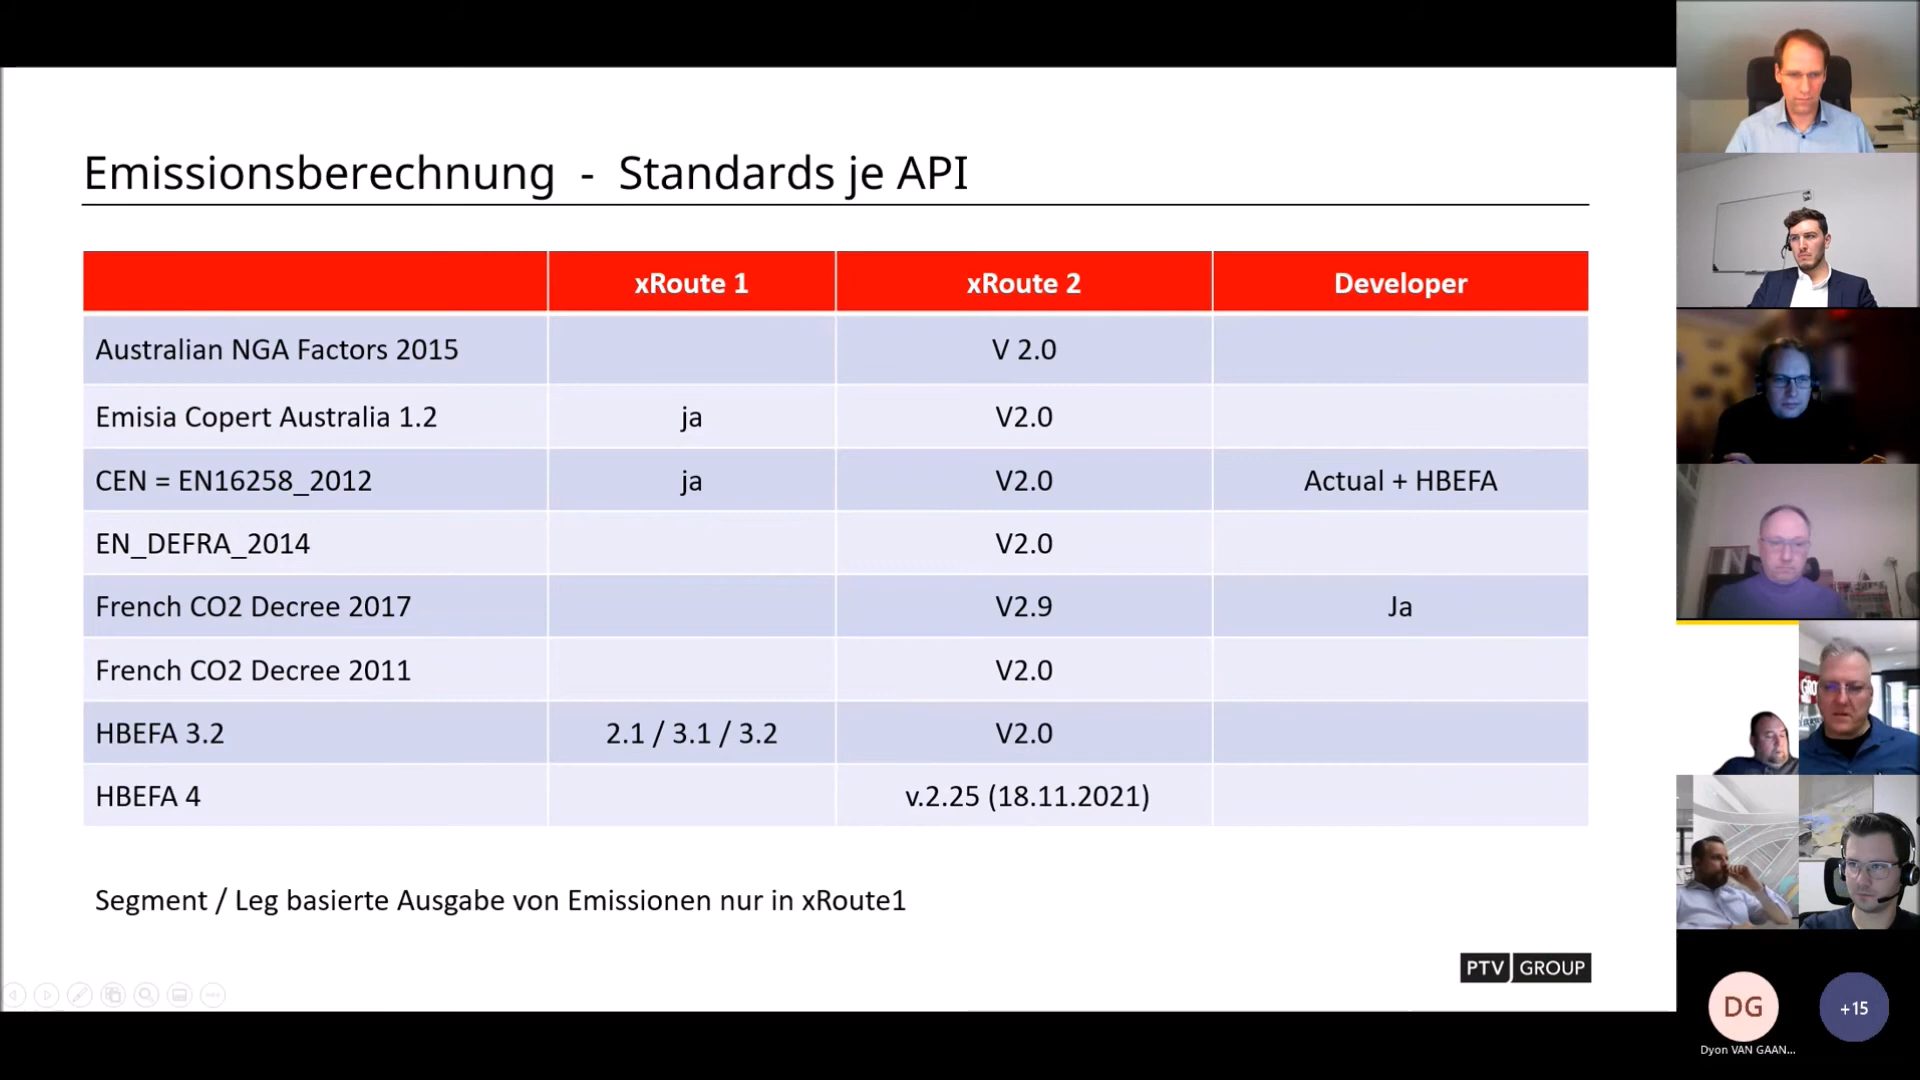 Emissionsberechnung - Standards je API
xRoute 1 xRoute 2 Developer
Australian NGA Factors 2015 V 2.0
Emisia Copert Australia 1.2 ja V2.0
CEN = EN16258_2012 ja V2.0 Actual + HBEFA
EN_DEFRA_2014 V2.0
French CO2 Decree 2017 V2.9 Ja
French CO2 Decree 2011 V2.0
HBEFA 3.2 2.1 / 3.1 / 3.2 V2.0
HBEFA 4 v.2.25 (18.11.2021)
Segment / Leg basierte Ausgabe von Emissionen nur in xRoute1
PTV GROUP
DG
+15
Dyon VAN GAAN...